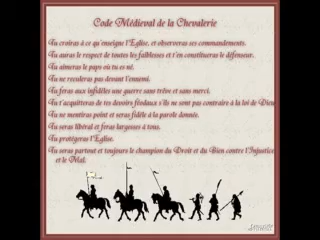 Code Médieval de la Chevalerie
Tu croiras à ce qu'enseigne l'Eglise, et observeras ses commandements.
Tu auras le respect de toutes les faiblesses et t'en constitueras le défenseur.
Tu aimeras le pays où tu es né.
Tu ne reculeras pas devant l'ennemi.
Tu feras aux infidèles une guerre sans trêve et sans merci.
Tu t'acquitteras de tes devoirs féodaux s'ils ne sont pas contraire à la loi de Dieu
Tu ne mentiras point et seras fidèle à la parole donnée.
Tu seras libéral et feras largesses à tous.
Tu protégeras l'Eglise.
Tu seras partout et toujours le champion du Droit et du Bien contre l'Injustice
et le Mal.